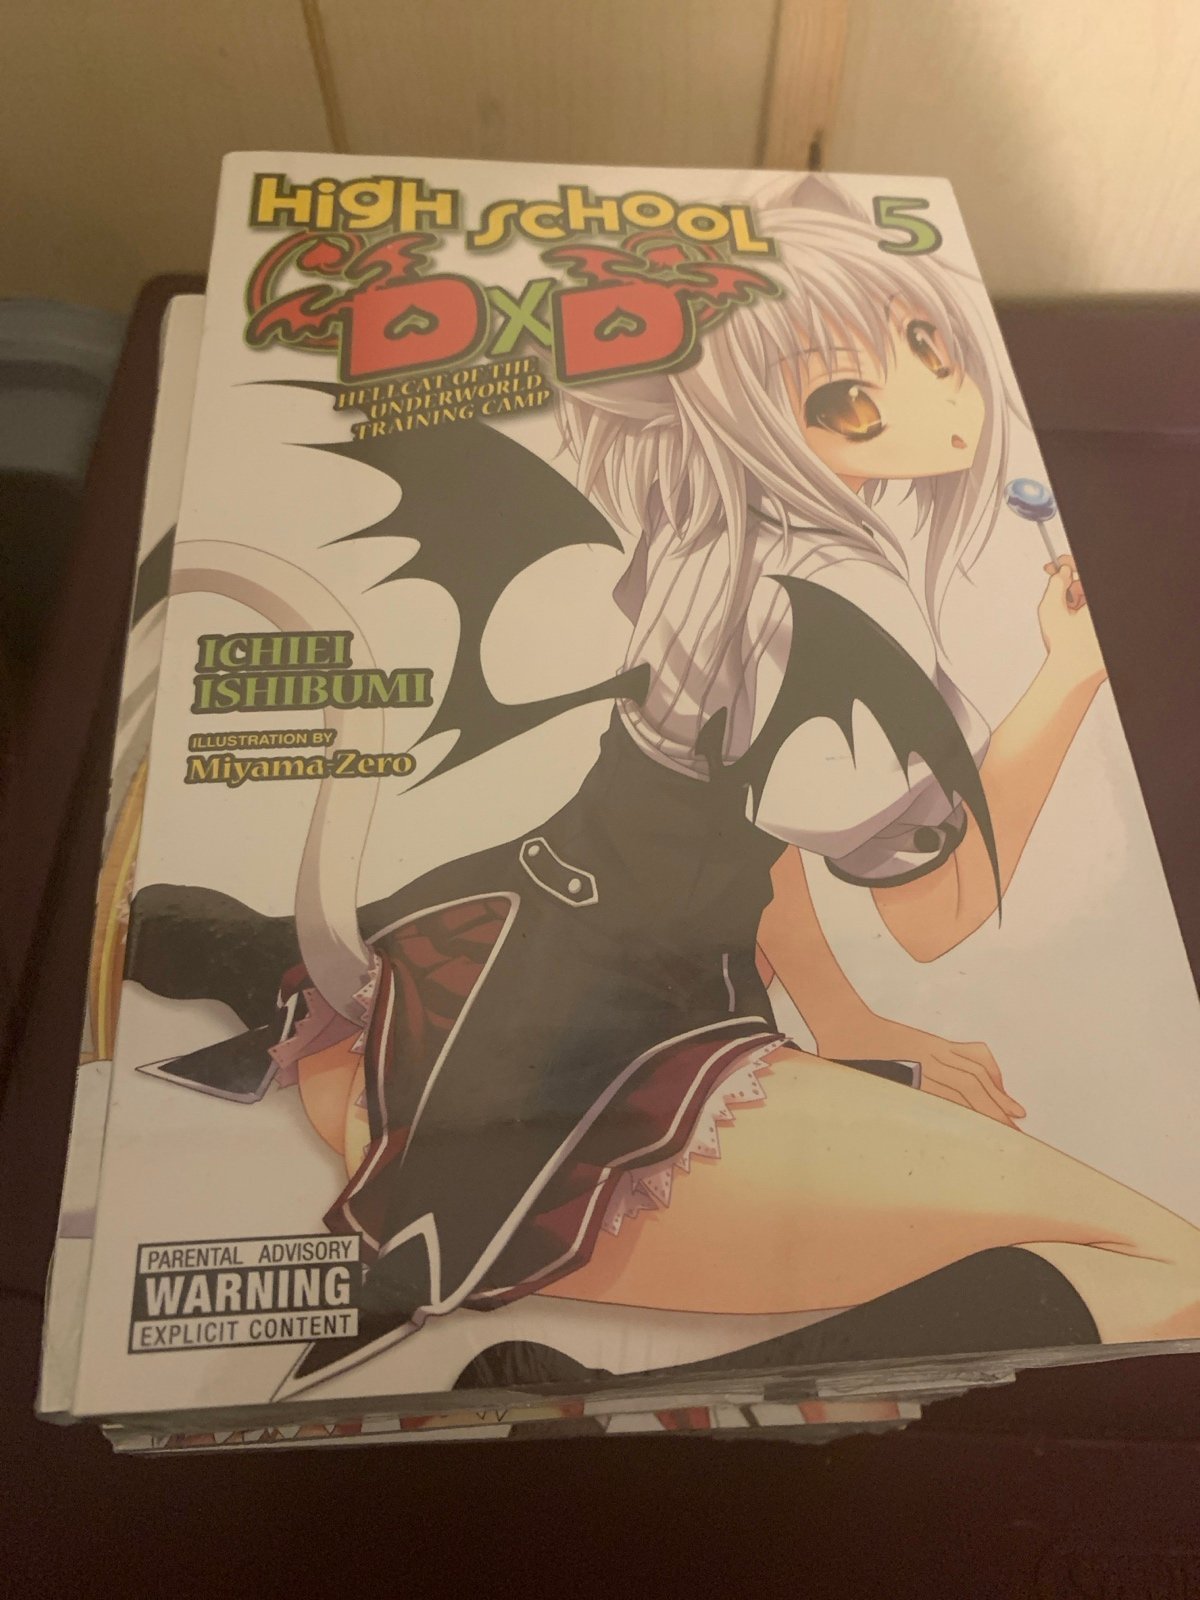 HIGH SCHOOL
DXD
5
HELLCAT OF THE
UNDERWORLD
TRAINING CAMP
ICHIEI
ISHIBUMI
ILLUSTRATION BY
Miyama-Zero
PARENTAL ADVISORY
WARNING
EXPLICIT CONTENT